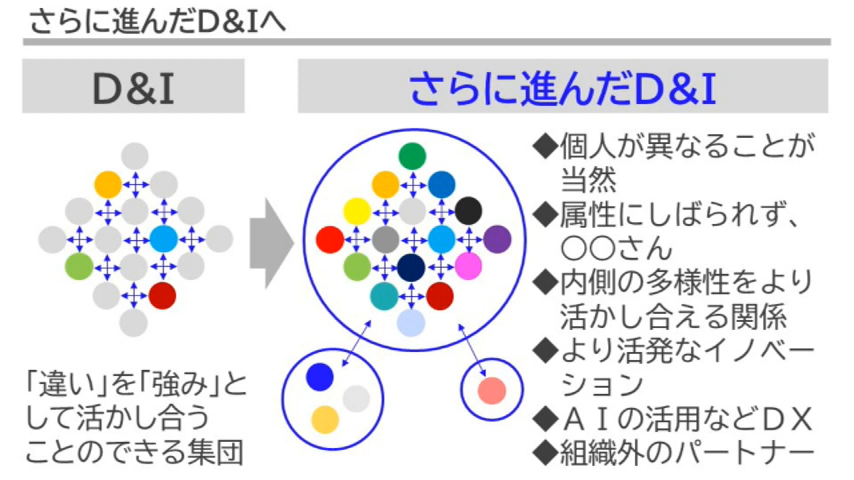 さらに進んだD&Iへ
D&I
さらに進んだD&I
「違い」を「強み」と
して活かし合う
ことのできる集団
◆個人が異なることが
当然
◆属性にしばられず、
〇〇さん
◆内側の多様性をより
活かし合える関係
◆より活発なイノベー
ション
◆ＡＩの活用などＤＸ
◆組織外のパートナー